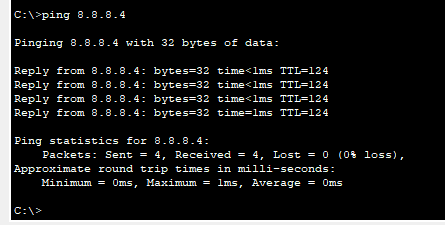 C:\>ping 8.8.8.4
Pinging 8.8.8.4 with 32 bytes of data:
Reply from 8.8.8.4: bytes=32 time<1ms TTL=124
Reply from 8.8.8.4: bytes=32 time<1ms TTL=124
Reply from 8.8.8.4: bytes=32 time<1ms TTL=124
Reply from 8.8.8.4: bytes=32 time=1ms TTL=124
Ping statistics for 8.8.8.4:
Packets: Sent = 4, Received = 4, Lost = 0 (0% loss),
Approximate round trip times in milli-seconds:
Minimum = 0ms, Maximum = 1ms, Average = 0ms
C:\>